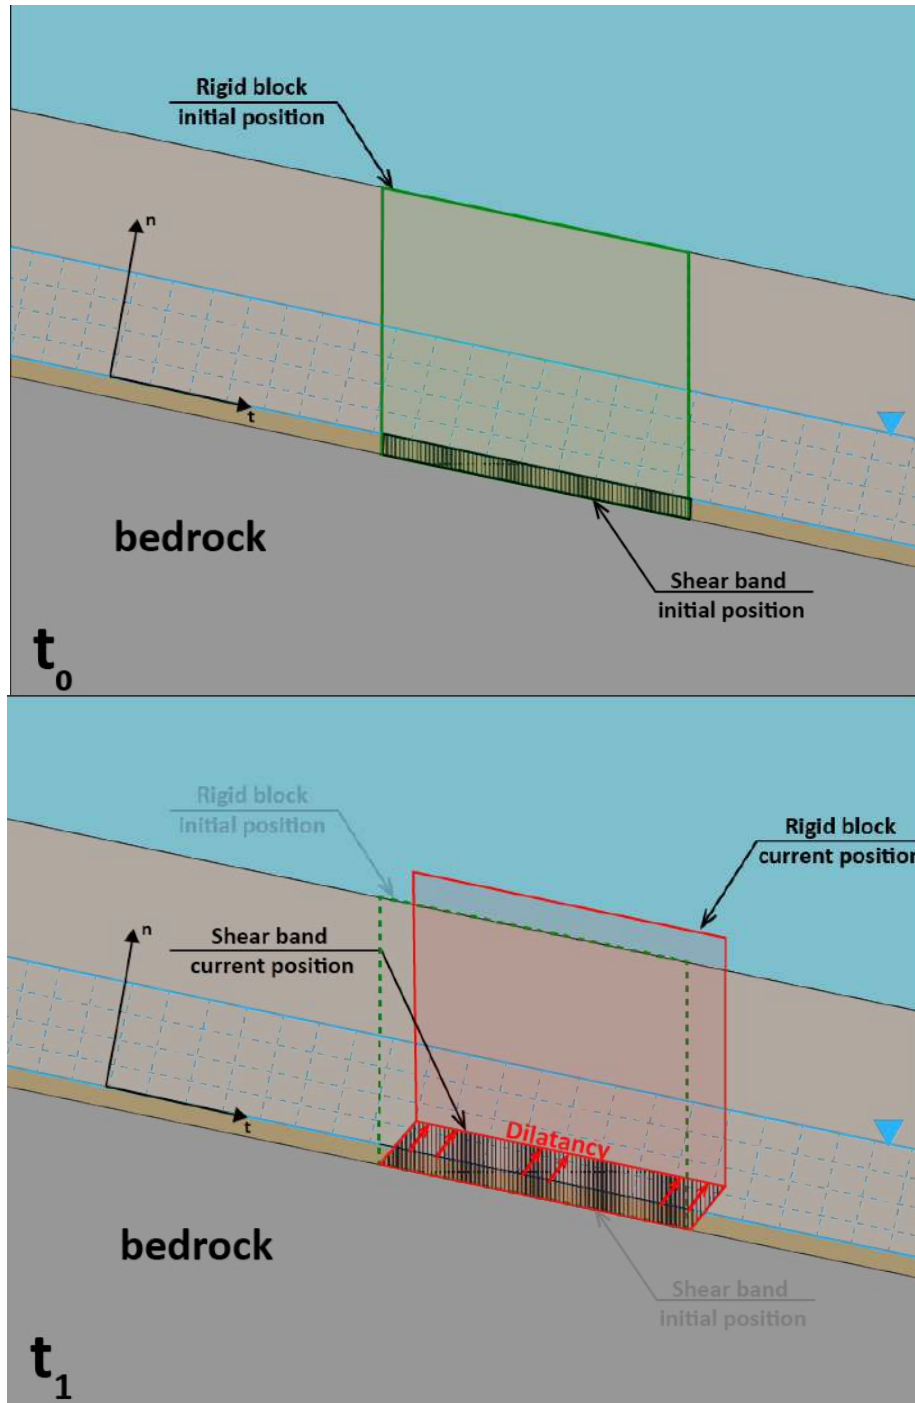 Rigid block
initial position
n
t
bedrock
Shear band
initial position
t0
Rigid block
initial position
Rigid block
current position
n
Shear band
current position
t
Dilatancy
bedrock
Shear band
initial position
t1